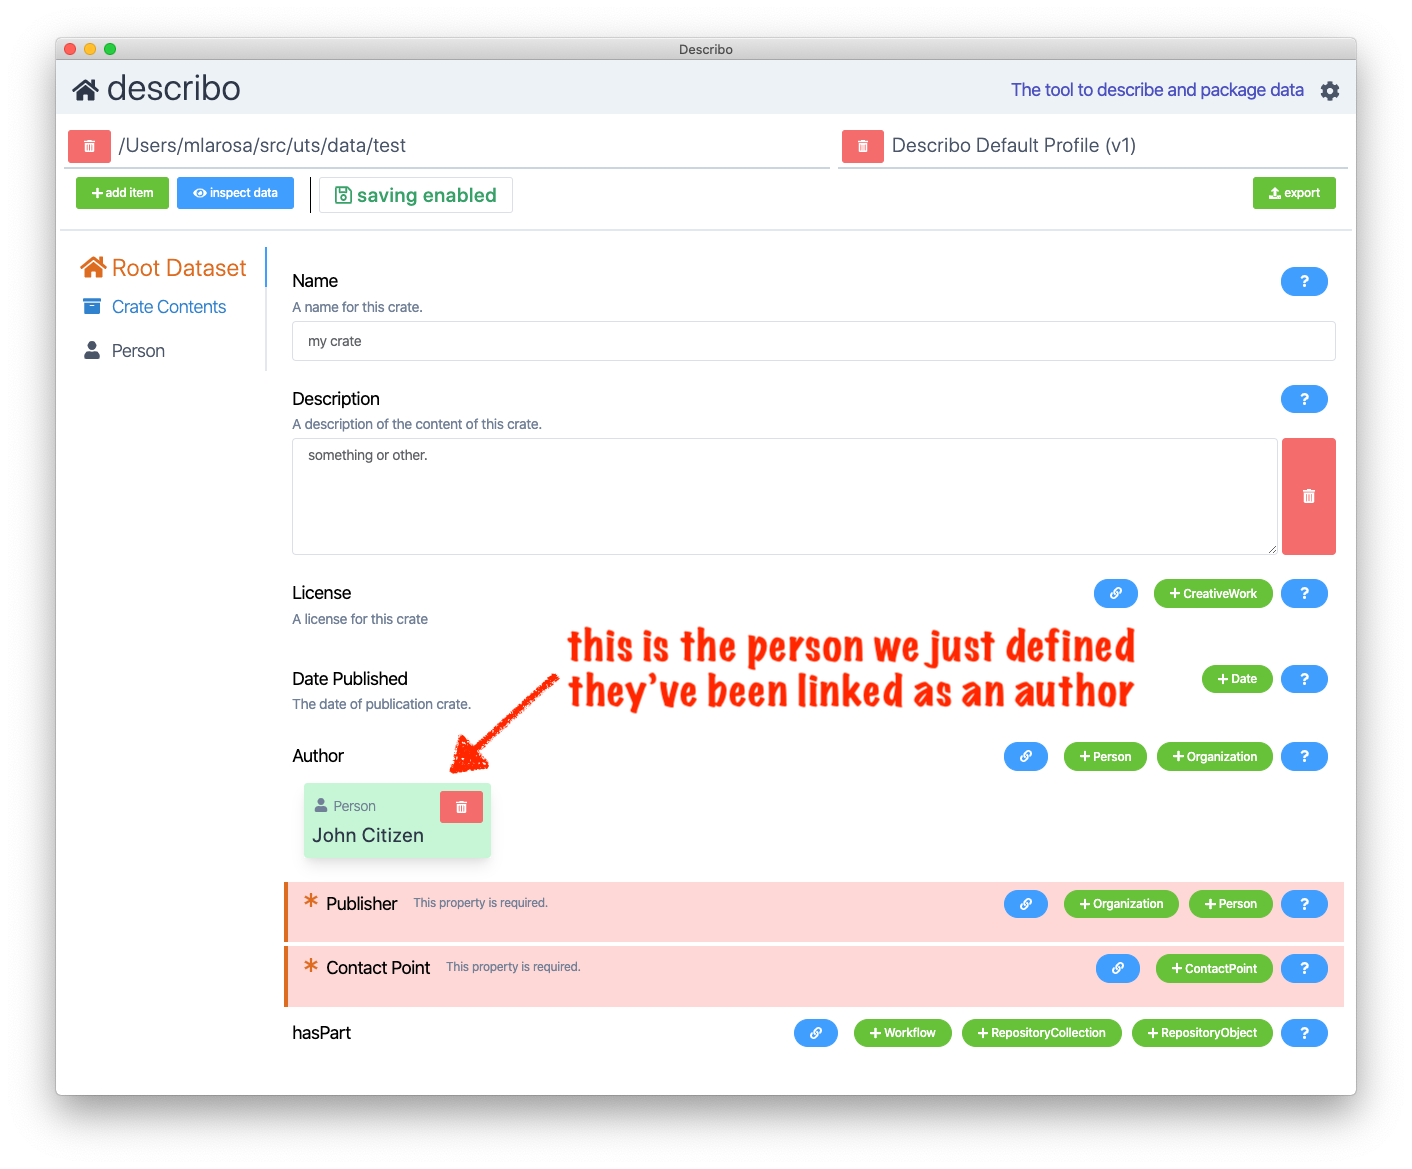 Describo
describo
The tool to describe and package data
/Users/mlarosa/src/uts/data/test
Describo Default Profile (v1)
add item
inspect data
saving enabled
export
Root Dataset
Crate Contents
Person
Name
?
A name for this crate.
my crate
Description
?
A description of the content of this crate.
something or other.
License
+ CreativeWork
?
A license for this crate
this is the person we just defined
they've been linked as an author
Date Published
+ Date
?
The date of publication crate.
Author
+ Person
+ Organization
?
Person
John Citizen
* Publisher This property is required.
+ Organization
+ Person
?
* Contact Point This property is required.
+ ContactPoint
?
hasPart
+ Workflow
+ RepositoryCollection
+ RepositoryObject
?